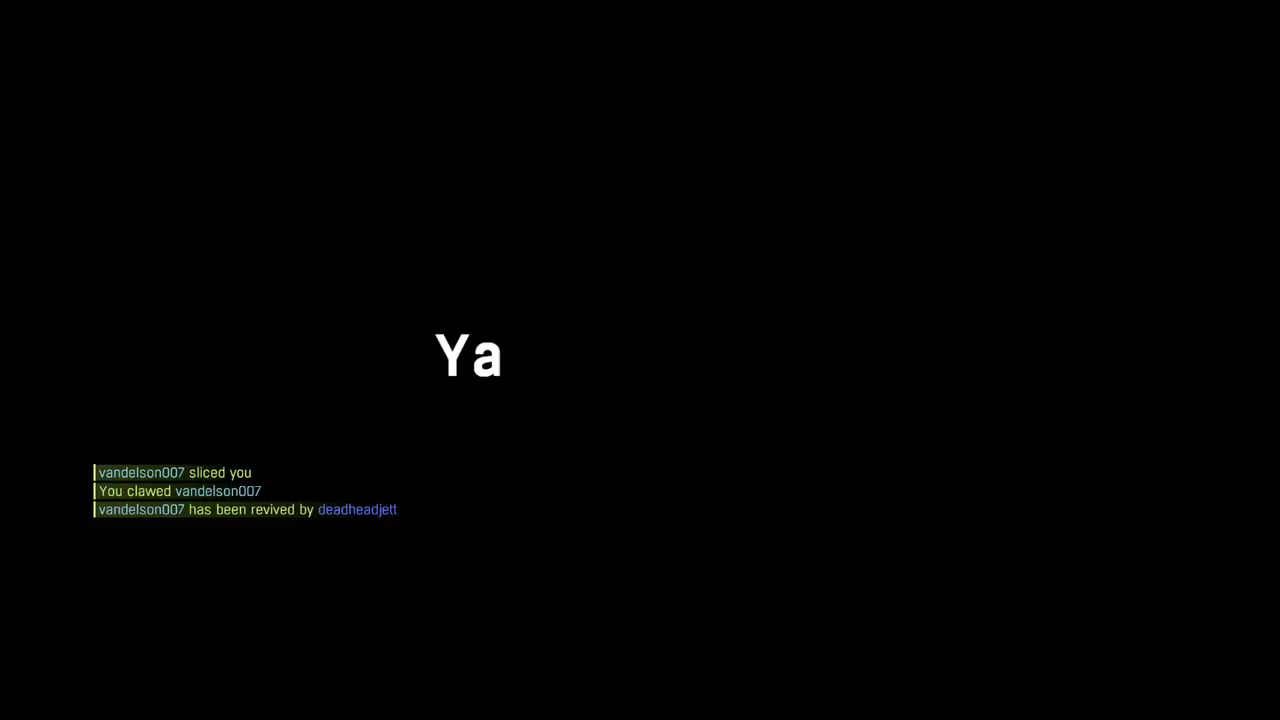 Ya
vandelson007 sliced you
You clawed vandelson007
vandelson007 has been revived by deadheadjett